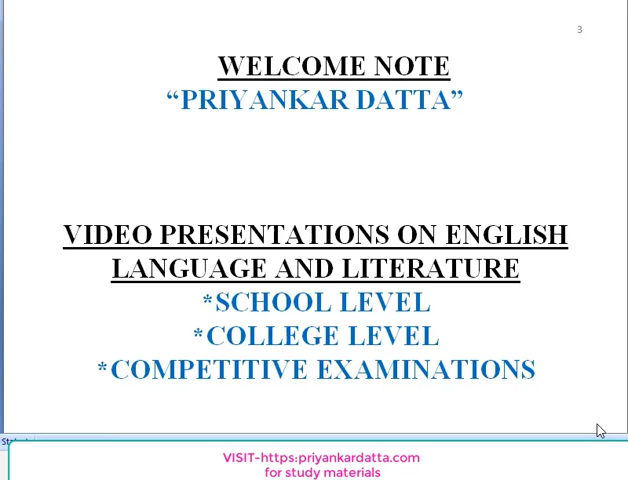 3
WELCOME NOTE
“PRIYANKAR DATTA”
VIDEO PRESENTATIONS ON ENGLISH
LANGUAGE AND LITERATURE
*SCHOOL LEVEL
*COLLEGE LEVEL
*COMPETITIVE EXAMINATIONS
VISIT-https:priyankardatta.com
for study materials